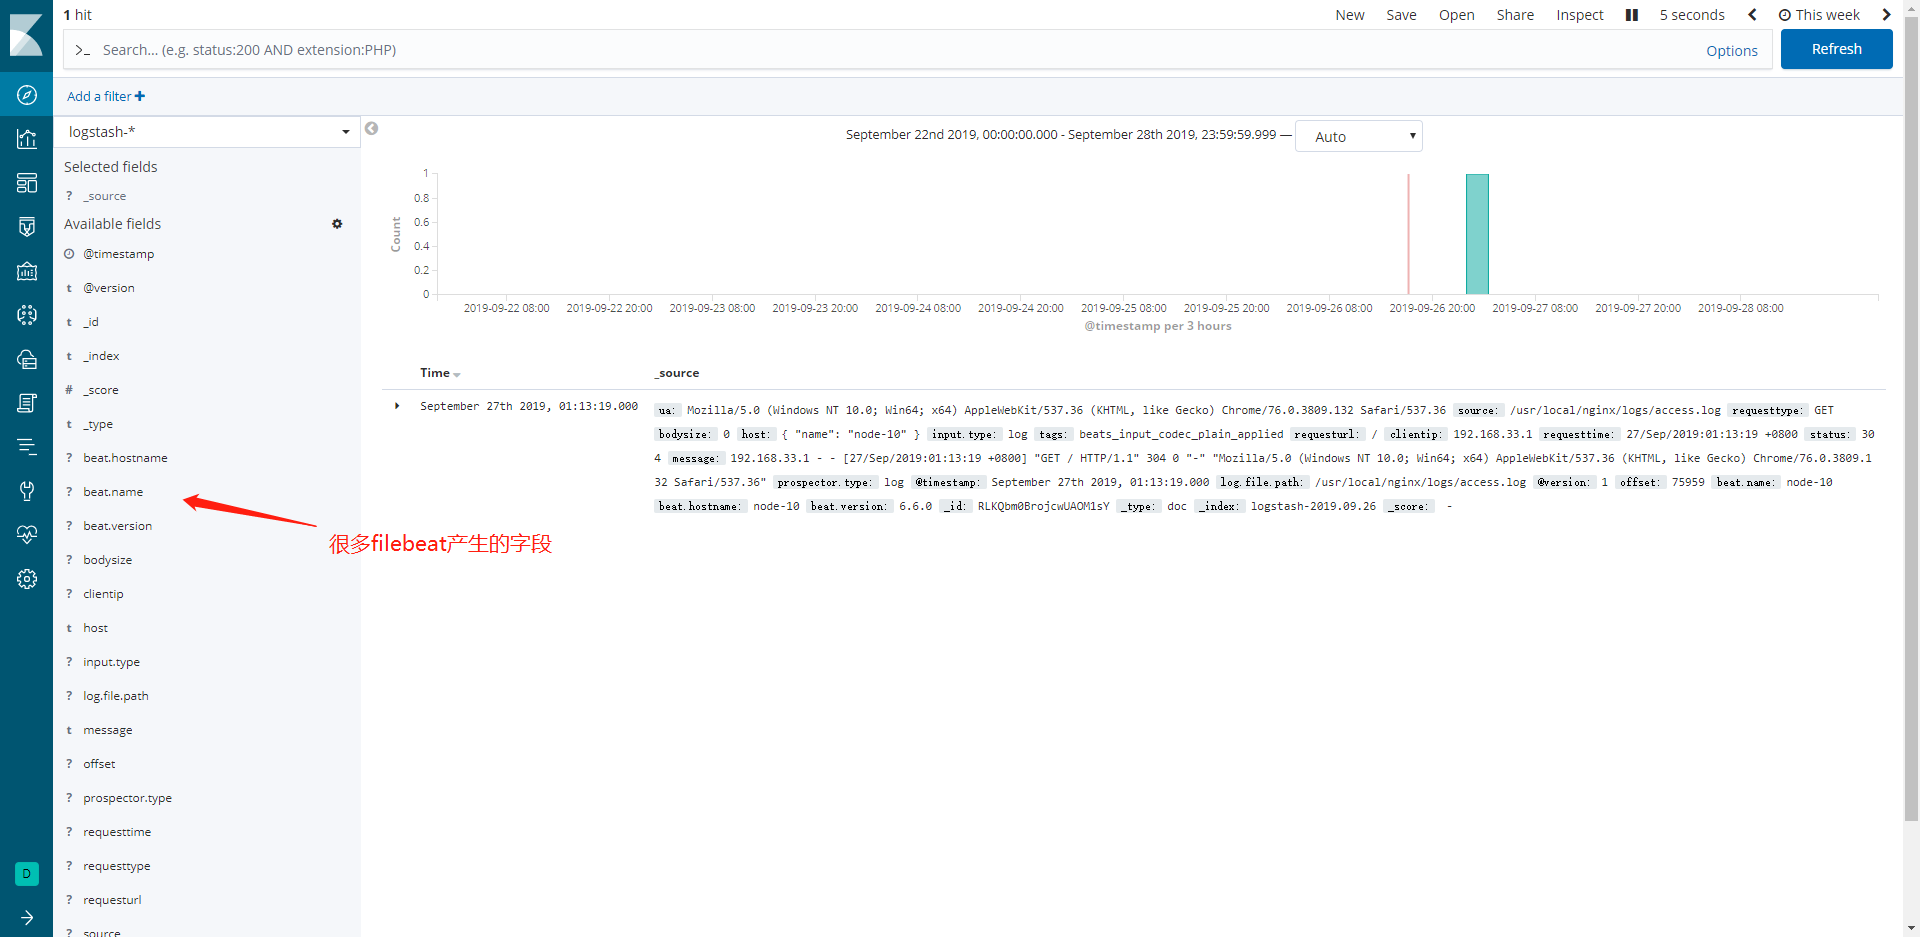 1 hit
New Save Open Share Inspect 5 seconds This week
>_ Search... (e.g. status:200 AND extension:PHP) Options Refresh
Add a filter +
logstash-*
September 22nd 2019, 00:00:00.000 - September 28th 2019, 23:59:59.999 — Auto
Selected fields
? _source
Available fields
@timestamp
t @version
t _id
t _index
# _score
t _type
? beat.hostname
? beat.name
? beat.version
? bodysize
? clientip
t host
? input.type
? log.file.path
t message
? offset
? prospector.type
? requesttime
? requesttype
? requesturl
? source
D
很多filebeat产生的字段
Count
1
0.8
0.6
0.4
0.2
0
2019-09-22 08:00 2019-09-22 20:00 2019-09-23 08:00 2019-09-23 20:00 2019-09-24 08:00 2019-09-24 20:00 2019-09-25 08:00 2019-09-25 20:00 2019-09-26 08:00 2019-09-26 20:00 2019-09-27 08:00 2019-09-27 20:00 2019-09-28 08:00
@timestamp per 3 hours
Time _source
September 27th 2019, 01:13:19.000
ua: Mozilla/5.0 (Windows NT 10.0; Win64; x64) AppleWebKit/537.36 (KHTML, like Gecko) Chrome/76.0.3809.132 Safari/537.36 source: /usr/local/nginx/logs/access.log requesttype: GET
bodysize: 0 host: { "name": "node-10" } input.type: log tags: beats_input_codec_plain_applied requesturl: / clientip: 192.168.33.1 requesttime: 27/Sep/2019:01:13:19 +0800 status: 30
4 message: 192.168.33.1 - - [27/Sep/2019:01:13:19 +0800] "GET / HTTP/1.1" 304 0 "-" "Mozilla/5.0 (Windows NT 10.0; Win64; x64) AppleWebKit/537.36 (KHTML, like Gecko) Chrome/76.0.3809.1
32 Safari/537.36" prospector.type: log @timestamp: September 27th 2019, 01:13:19.000 log.file.path: /usr/local/nginx/logs/access.log @version: 1 offset: 75959 beat.name: node-10
beat.hostname: node-10 beat.version: 6.6.0 _id: RLKQbm0BrojcwUAOM1sY _type: doc _index: logstash-2019.09.26 _score: -